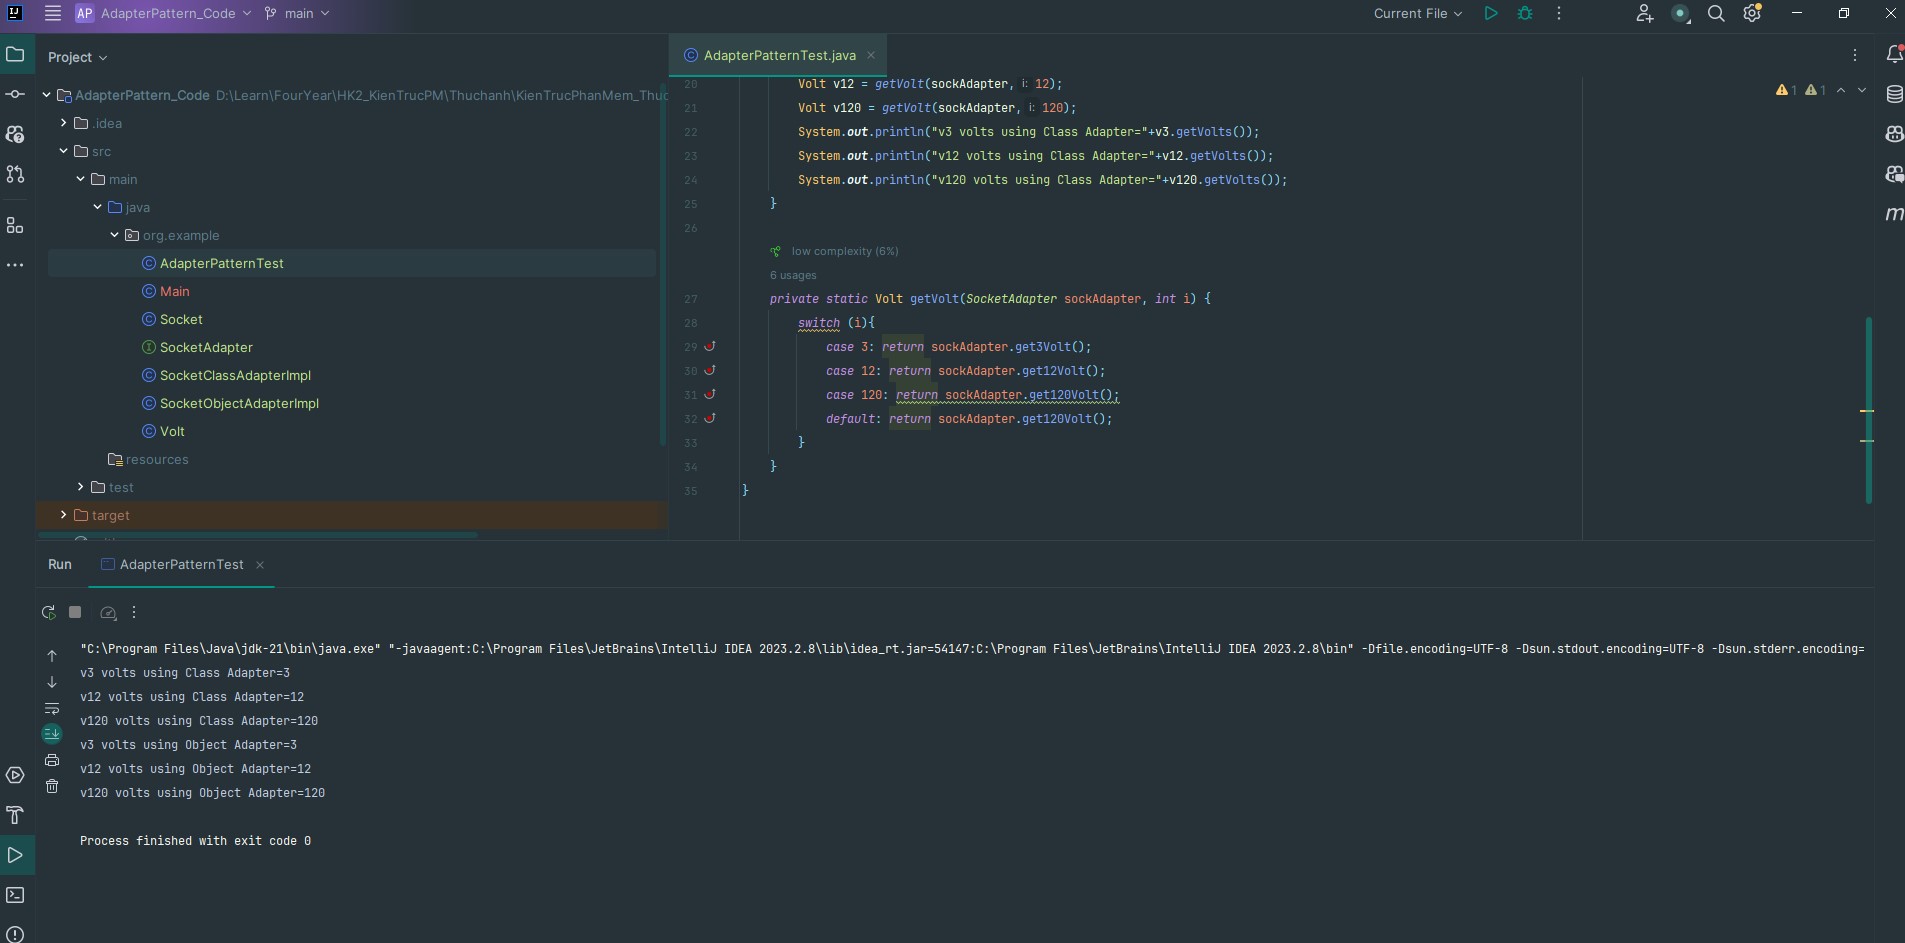 AP AdapterPattern_Code main Current File
Project
AdapterPattern_Code D:\Learn\FourYear\HK2_KienTrucPM\Thuchanh\KienTrucPhanMem_Thuc
.idea
src
main
java
org.example
AdapterPatternTest
Main
Socket
SocketAdapter
SocketClassAdapterImpl
SocketObjectAdapterImpl
Volt
resources
test
target
AdapterPatternTest.java
1 1
20 Volt v12 = getVolt(sockAdapter, i: 12);
21 Volt v120 = getVolt(sockAdapter, i: 120);
22 System.out.println("v3 volts using Class Adapter="+v3.getVolts());
23 System.out.println("v12 volts using Class Adapter="+v12.getVolts());
24 System.out.println("v120 volts using Class Adapter="+v120.getVolts());
25 }
26
low complexity (6%)
6 usages
27 private static Volt getVolt(SocketAdapter sockAdapter, int i) {
28 switch (i){
29 case 3: return sockAdapter.get3Volt();
30 case 12: return sockAdapter.get12Volt();
31 case 120: return sockAdapter.get120Volt();
32 default: return sockAdapter.get120Volt();
33 }
34 }
35 }
Run AdapterPatternTest
"C:\Program Files\Java\jdk-21\bin\java.exe" "-javaagent:C:\Program Files\JetBrains\IntelliJ IDEA 2023.2.8\lib\idea_rt.jar=54147:C:\Program Files\JetBrains\IntelliJ IDEA 2023.2.8\bin" -Dfile.encoding=UTF-8 -Dsun.stdout.encoding=UTF-8 -Dsun.stderr.encoding=
v3 volts using Class Adapter=3
v12 volts using Class Adapter=12
v120 volts using Class Adapter=120
v3 volts using Object Adapter=3
v12 volts using Object Adapter=12
v120 volts using Object Adapter=120
Process finished with exit code 0